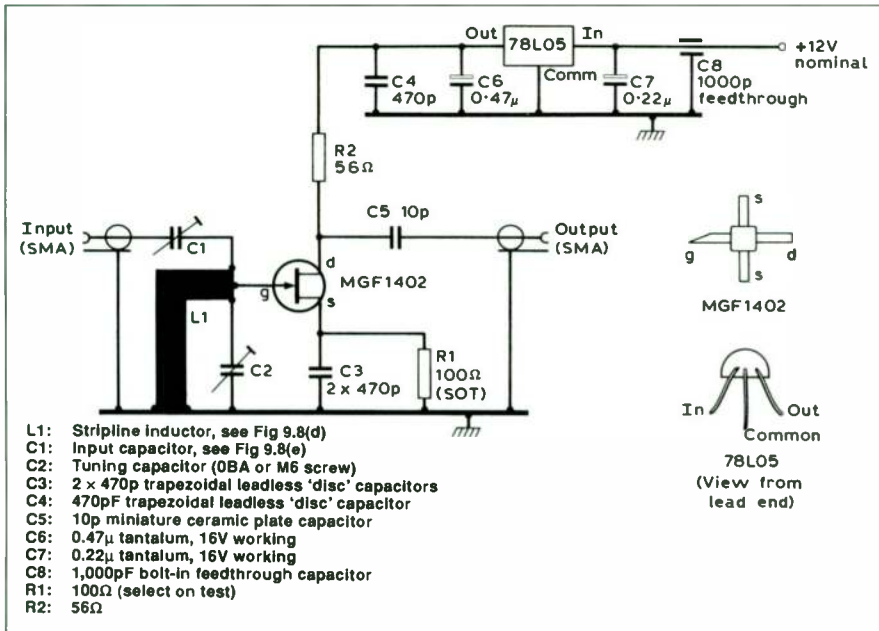 Out
78L05
In
Comm
+12V
nominal
C4
470p
C6
0·47μ
C7
0·22μ
C8
1000p
feedthrough
R2
56Ω
C5 10p
Input
(SMA)
C1
Output
(SMA)
d
g
s
MGF1402
L1
C2
C3
2 x 470p
R1
100Ω
(SOT)
s
g
d
s
MGF1402
In
Out
Common
78L05
(View from
lead end)
L1: Stripline inductor, see Fig 9.8(d)
C1: Input capacitor, see Fig 9.8(e)
C2: Tuning capacitor (0BA or M6 screw)
C3: 2 × 470p trapezoidal leadless ‘disc’ capacitors
C4: 470pF trapezoidal leadless ‘disc’ capacitor
C5: 10p miniature ceramic plate capacitor
C6: 0.47μ tantalum, 16V working
C7: 0.22μ tantalum, 16V working
C8: 1,000pF bolt-in feedthrough capacitor
R1: 100Ω (select on test)
R2: 56Ω